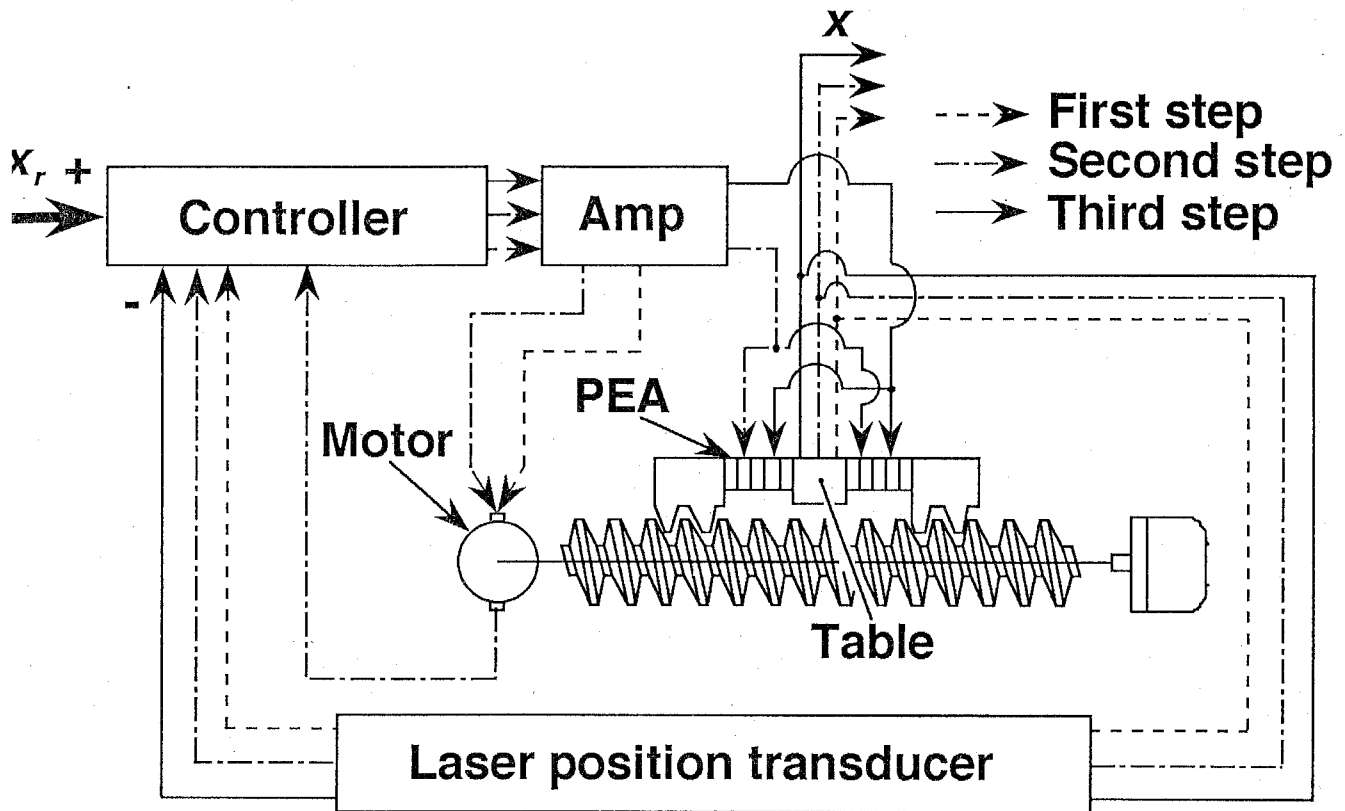 X
First step
Second step
Third step
x_r +
Controller
Amp
-
PEA
Motor
Table
Laser position transducer